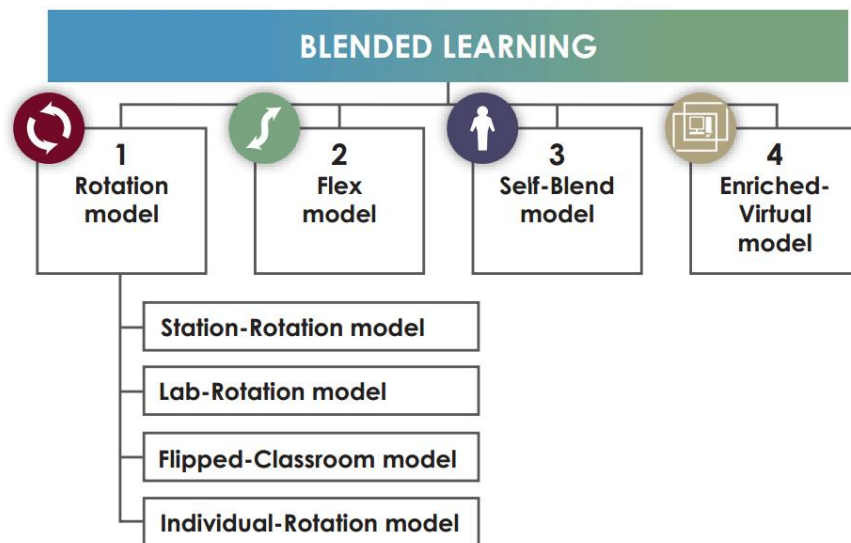 BLENDED LEARNING
1
Rotation
model
2
Flex
model
3
Self-Blend
model
4
Enriched-
Virtual
model
Station-Rotation model
Lab-Rotation model
Flipped-Classroom model
Individual-Rotation model